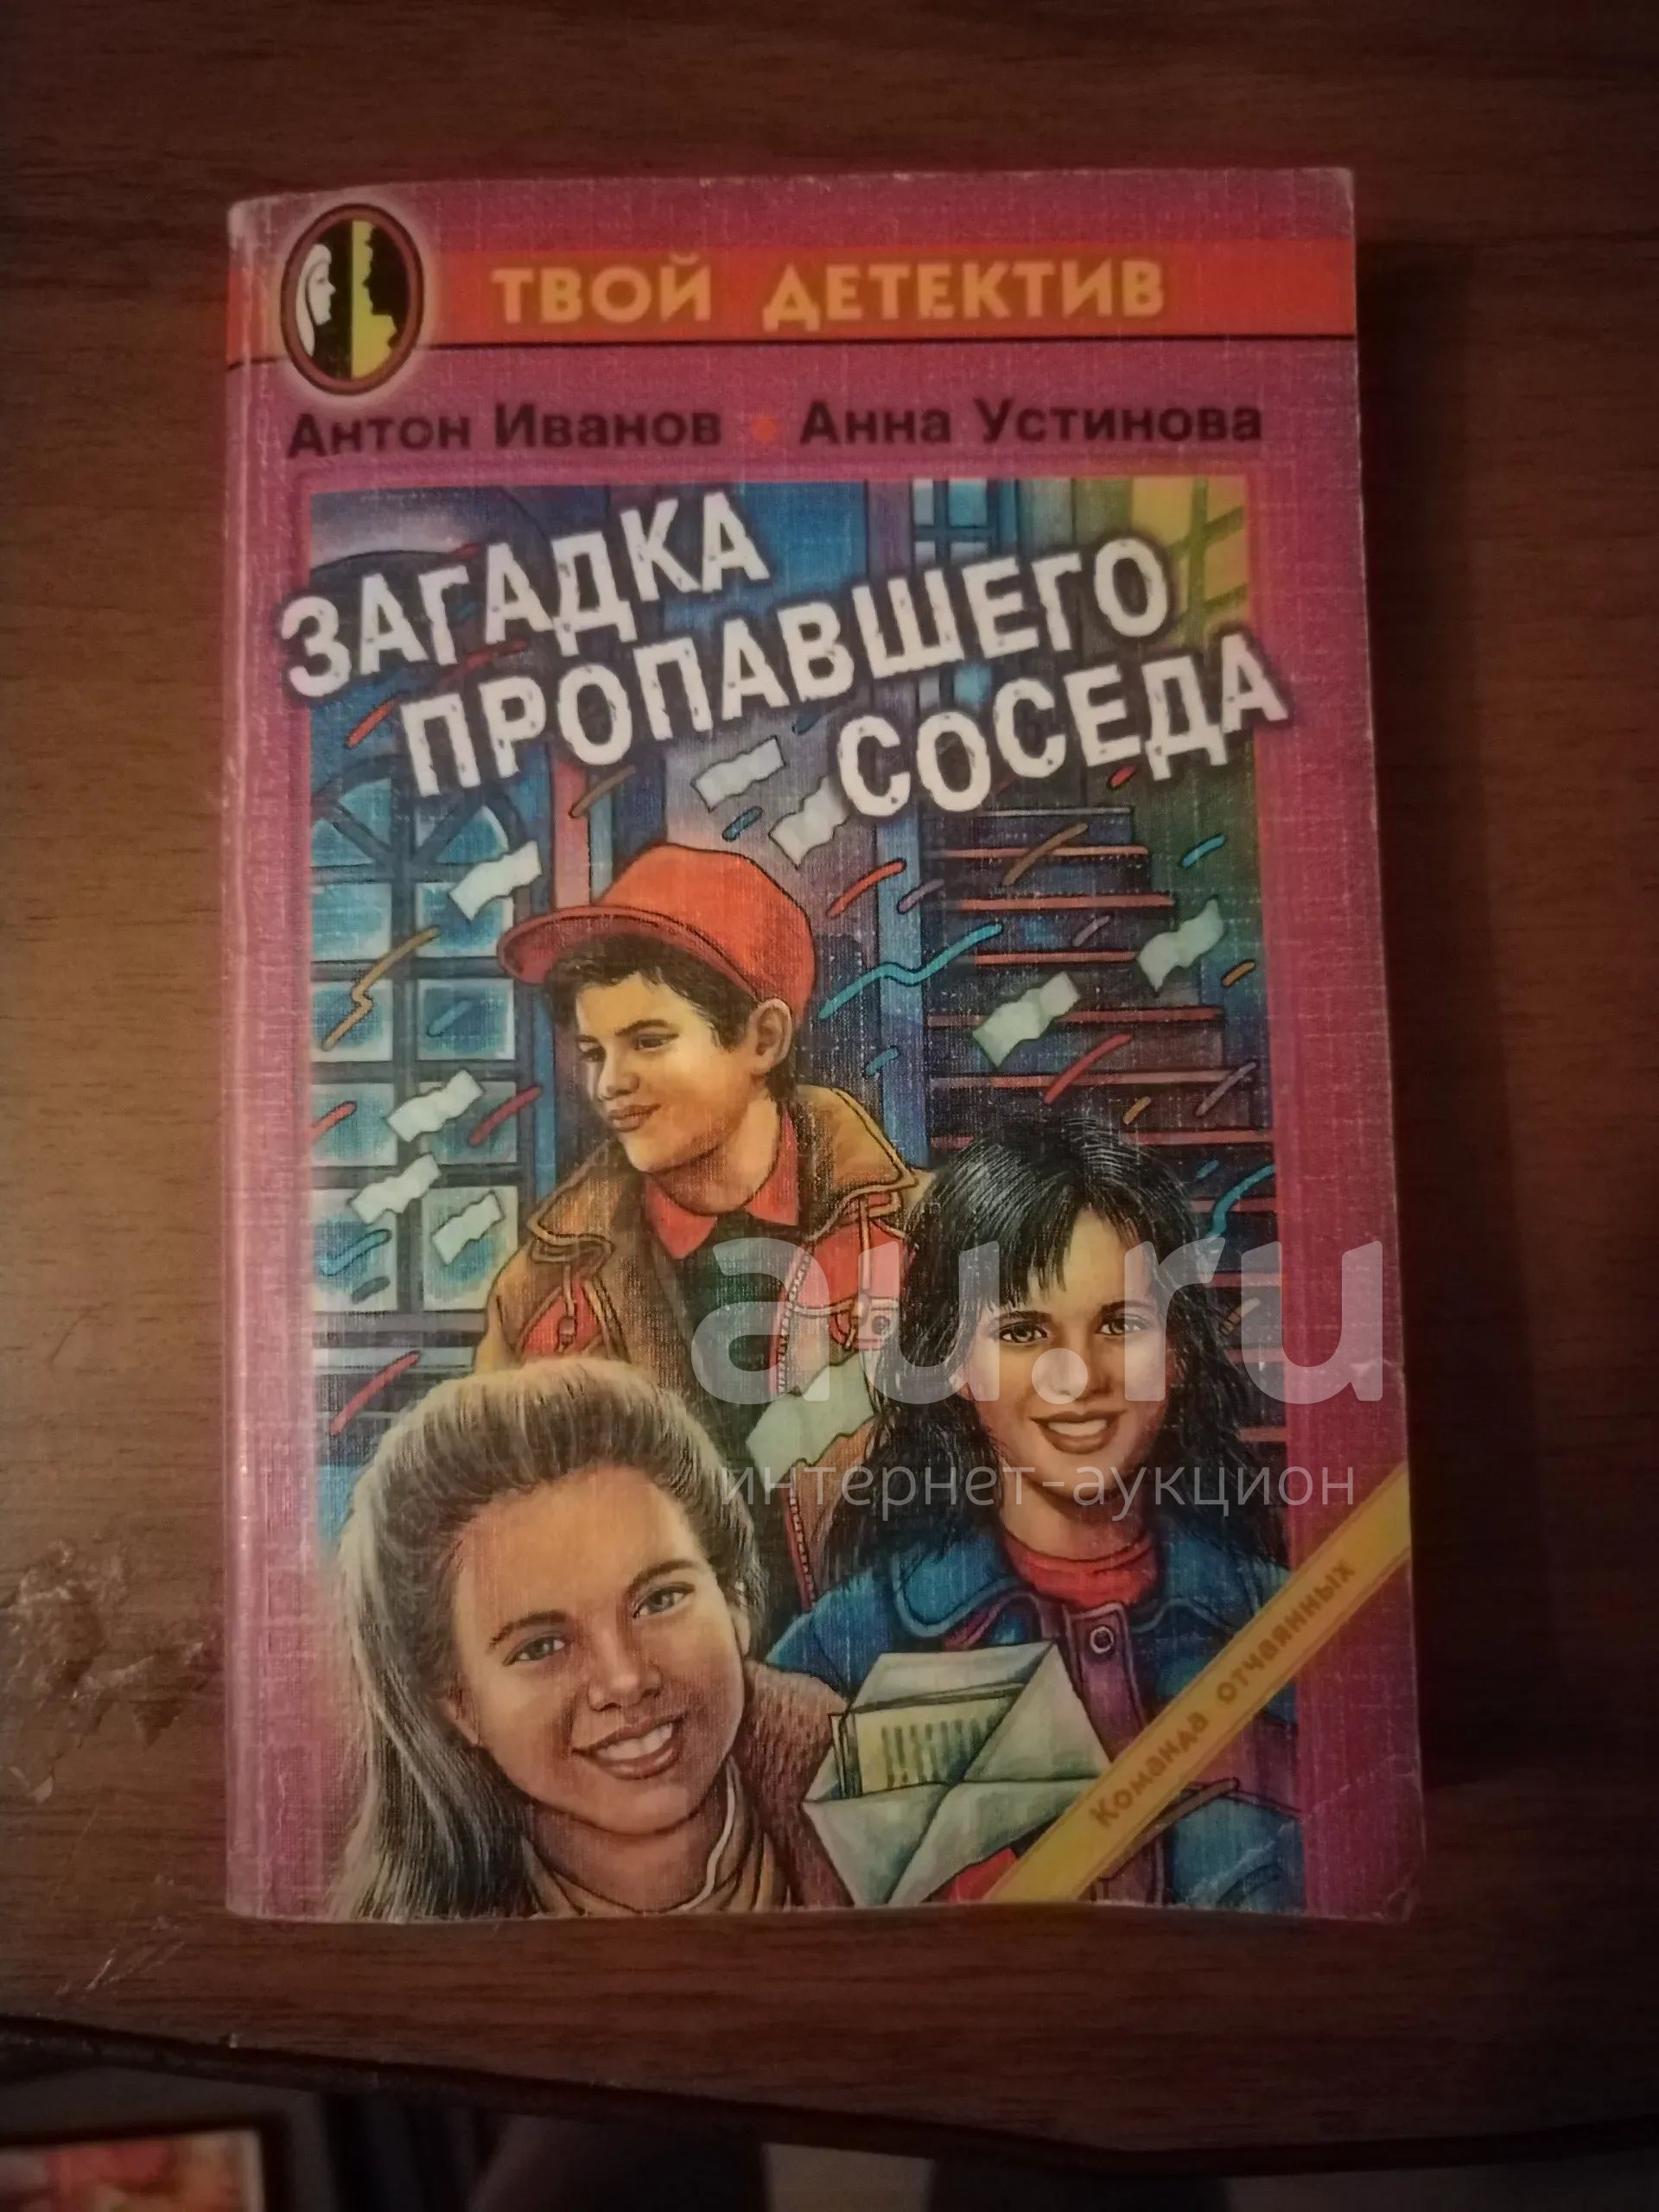 ТВОЙ ДЕТЕКТИВ
Антон Иванов • Анна Устинова
ЗАГАДКА
ПРОПАВШЕГО
СОСЕДА
au.ru
интернет-аукцион
Команда отчаянных